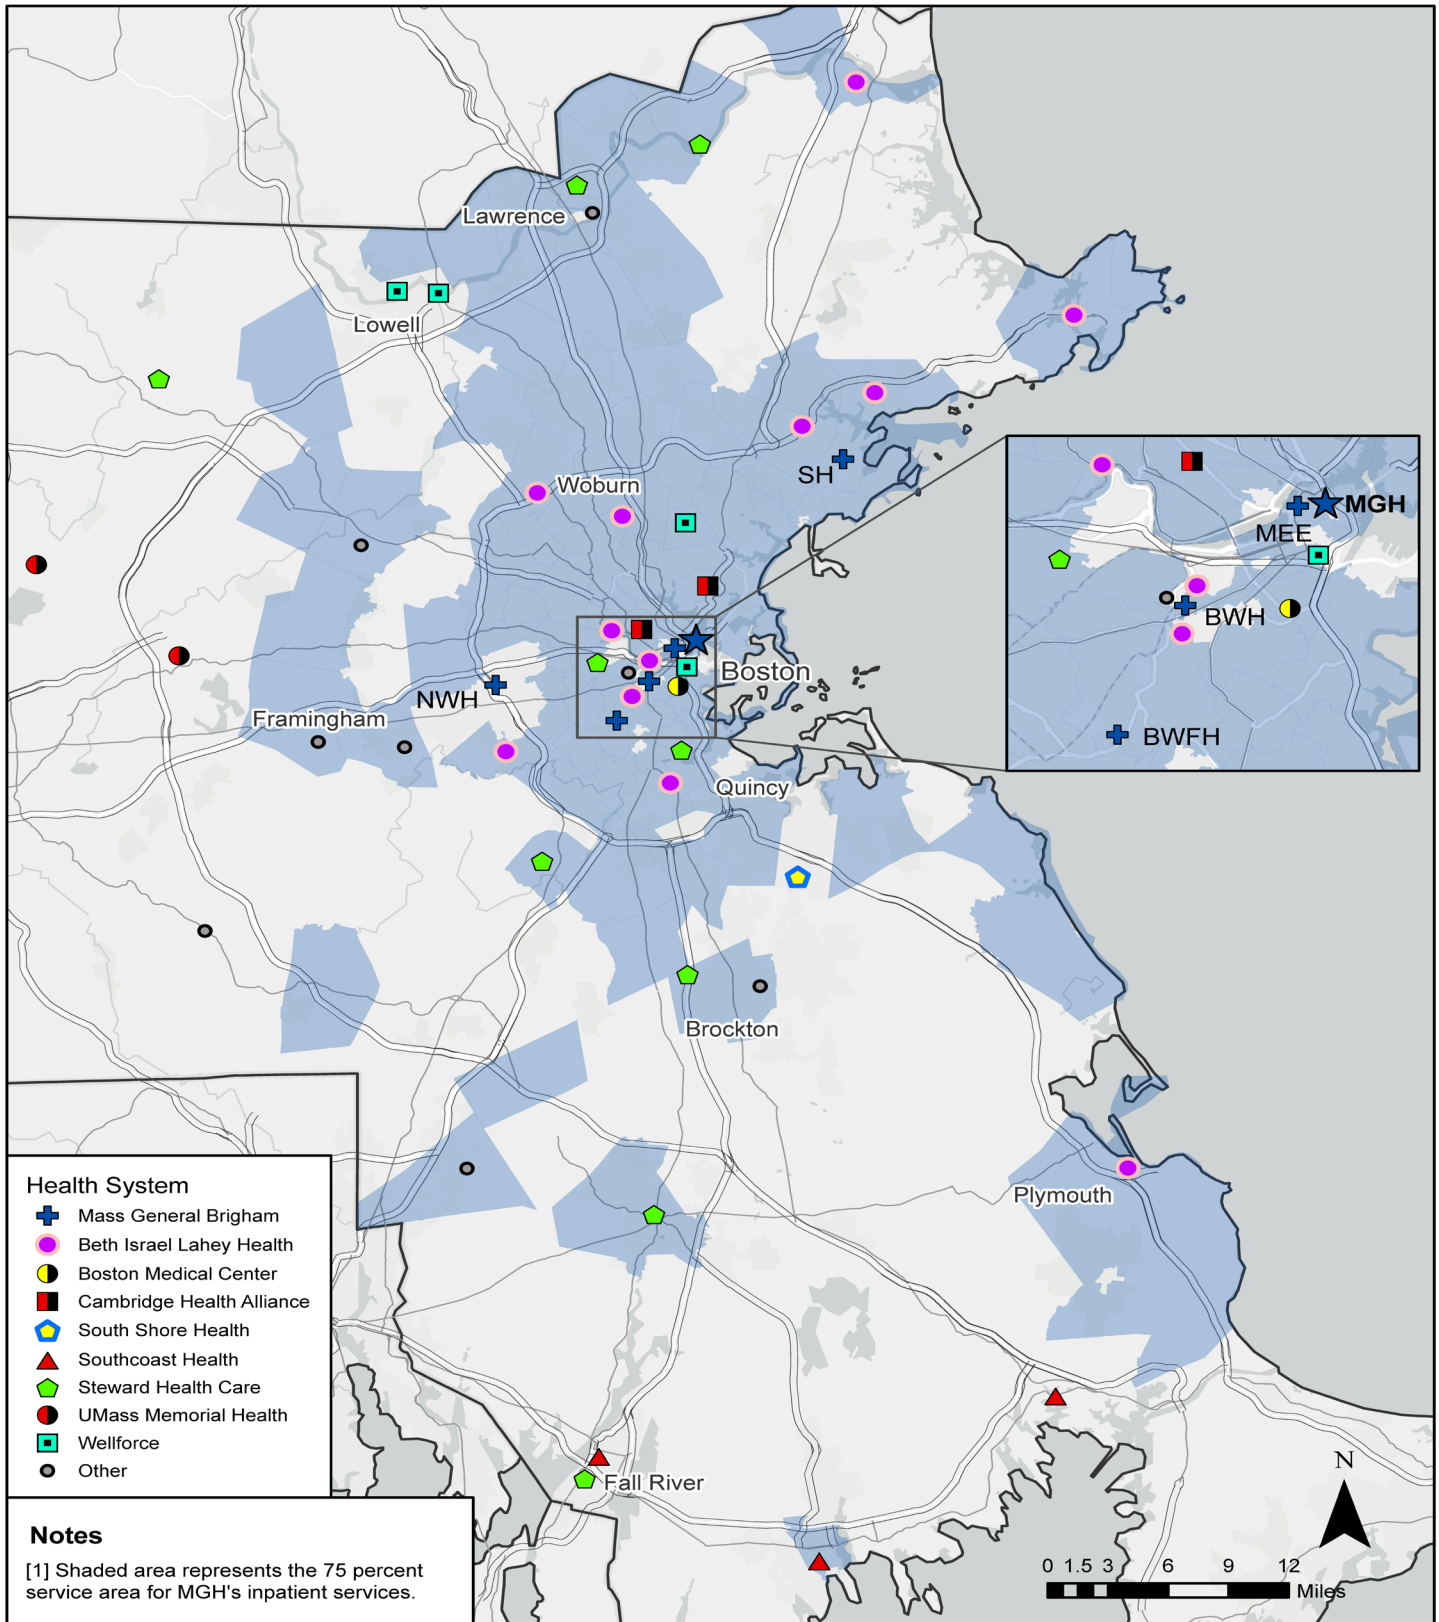 Lawrence
Lowell
Woburn
SH
MGH
MEE
BWH
BWFH
Boston
NWH
Framingham
Quincy
Brockton
Plymouth
Fall River
Health System
Mass General Brigham
Beth Israel Lahey Health
Boston Medical Center
Cambridge Health Alliance
South Shore Health
Southcoast Health
Steward Health Care
UMass Memorial Health
Wellforce
Other
Notes
[1] Shaded area represents the 75 percent
service area for MGH's inpatient services.
N
0 1.5 3 6 9 12
Miles